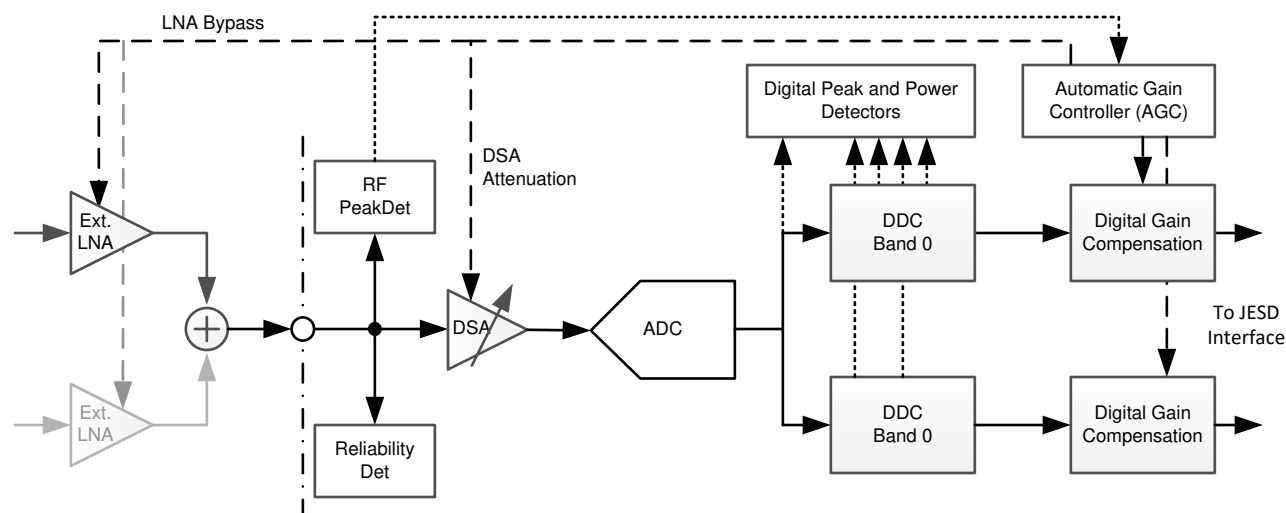 LNA Bypass
Digital Peak and Power
Detectors
Automatic Gain
Controller (AGC)
DSA
Attenuation
RF
PeakDet
Ext.
LNA
DDC
Band 0
Digital Gain
Compensation
DSA
ADC
To JESD
Interface
Ext.
LNA
Reliability
Det
DDC
Band 0
Digital Gain
Compensation